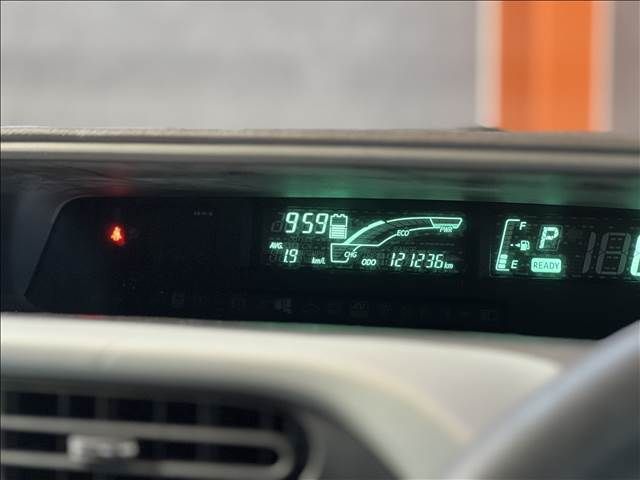 959
ECO
PWR
CHG
AVG.
19 km/L
ODO 121236 km
F
E
P
READY